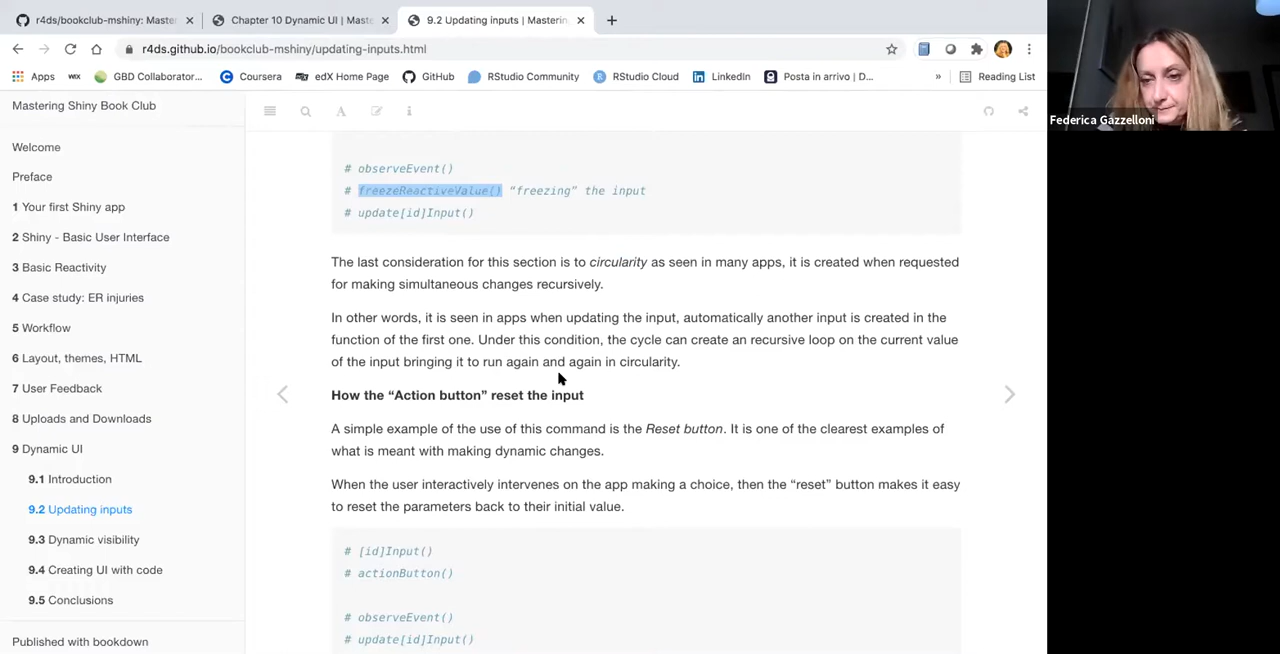 r4ds/bookclub-mshiny: Maste
Chapter 10 Dynamic UI | Maste
9.2 Updating inputs | Mastering
r4ds.github.io/bookclub-mshiny/updating-inputs.html
Apps
WIX
GBD Collaborator...
Coursera
edX Home Page
GitHub
RStudio Community
RStudio Cloud
LinkedIn
Posta in arrivo | D...
»
Reading List
Mastering Shiny Book Club
Welcome
Preface
1 Your first Shiny app
2 Shiny - Basic User Interface
3 Basic Reactivity
4 Case study: ER injuries
5 Workflow
6 Layout, themes, HTML
7 User Feedback
8 Uploads and Downloads
9 Dynamic UI
9.1 Introduction
9.2 Updating inputs
9.3 Dynamic visibility
9.4 Creating UI with code
9.5 Conclusions
Published with bookdown
# observeEvent()
# freezeReactiveValue() “freezing” the input
# update[id]Input()
The last consideration for this section is to circularity as seen in many apps, it is created when requested
for making simultaneous changes recursively.
In other words, it is seen in apps when updating the input, automatically another input is created in the
function of the first one. Under this condition, the cycle can create an recursive loop on the current value
of the input bringing it to run again and again in circularity.
How the “Action button” reset the input
A simple example of the use of this command is the Reset button. It is one of the clearest examples of
what is meant with making dynamic changes.
When the user interactively intervenes on the app making a choice, then the “reset” button makes it easy
to reset the parameters back to their initial value.
# [id]Input()
# actionButton()
# observeEvent()
# update[id]Input()
Federica Gazzelloni